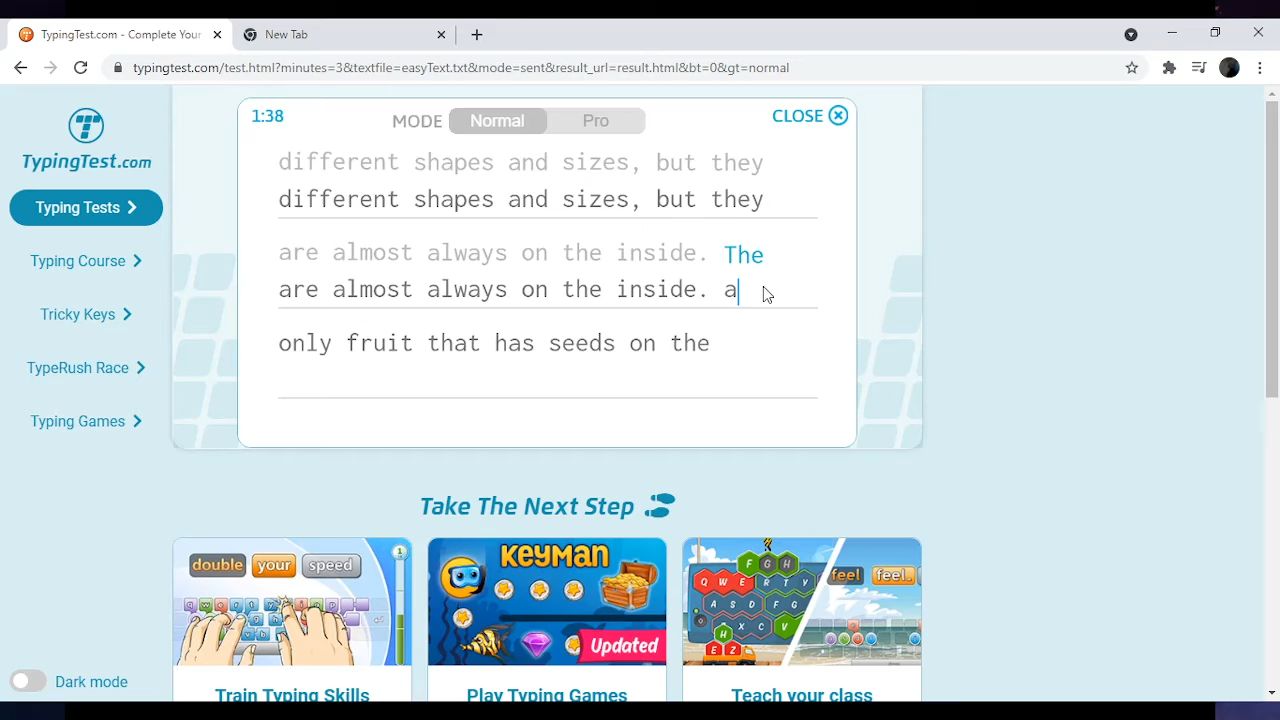 TypingTest.com - Complete Your
New Tab
typingtest.com/test.html?minutes=3&textfile=easyText.txt&mode=sent&result_url=result.html&bt=0&gt=normal
TypingTest.com
Typing Tests
Typing Course
Tricky Keys
TypeRush Race
Typing Games
Dark mode
1:38
MODE Normal Pro
CLOSE
different shapes and sizes, but they
different shapes and sizes, but they
are almost always on the inside. The
are almost always on the inside. a
only fruit that has seeds on the
Take The Next Step
double your speed
1
Train Typing Skills
KEYMAN
Updated
Play Typing Games
F G H
Q W E R T Y
A S D F G
X C V
H
E Z
feel feel..
Teach your class